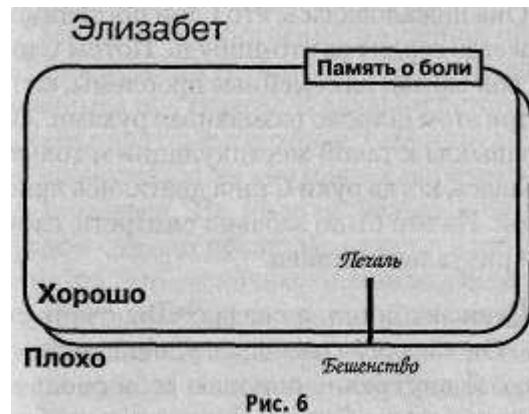 Элизабет
Память о боли
Печаль
Хорошо
Плохо
Бешенство
Рис. 6